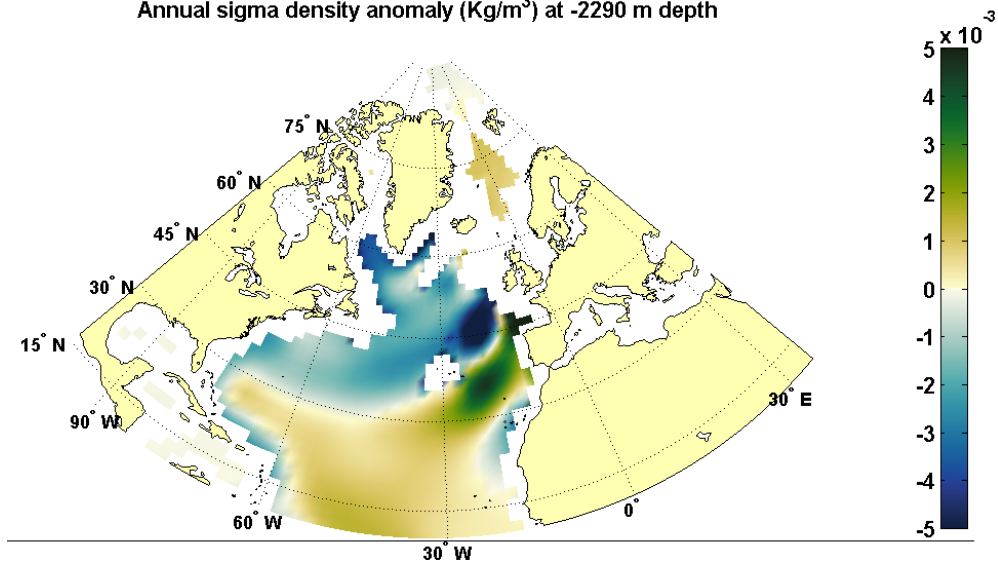 Annual sigma density anomaly (Kg/m³) at -2290 m depth
x 10⁻³
5
4
3
2
1
0
-1
-2
-3
-4
-5
75° N
60° N
45° N
30° N
15° N
90° W
60° W
30° W
0°
30° E